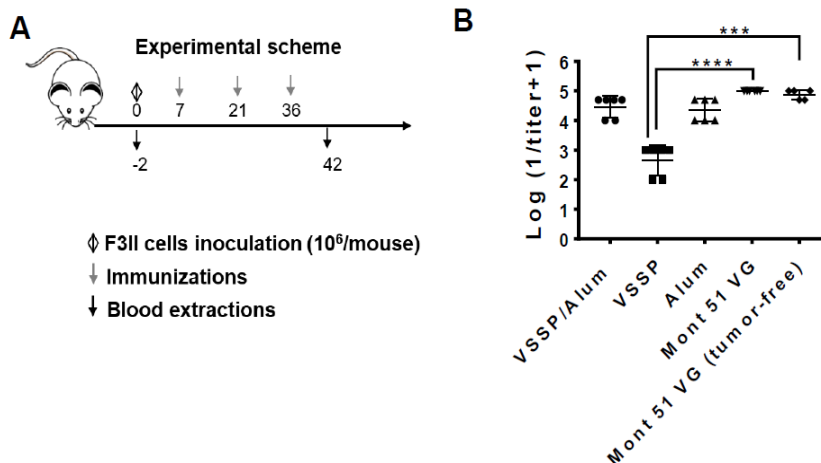 A
Experimental scheme
0 7 21 36
-2 42
F3II cells inoculation (10⁶/mouse)
Immunizations
Blood extractions
B
***
****
Log (1/titer+1)
6
5
4
3
2
1
0
VSSP/Alum
VSSP
Alum
Mont 51 VG
Mont 51 VG (tumor-free)